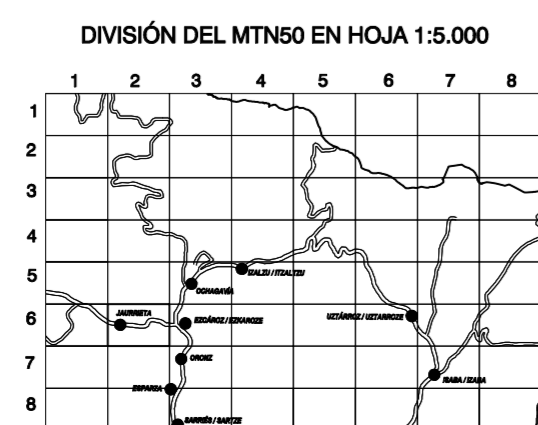 DIVISIÓN DEL MTN50 EN HOJA 1:5.000
1 2 3 4 5 6 7 8
1
2
3
4
5
IZALZU / ITZALTZU
OCHAGAVÍA
6
JAURRIETA
EZCÁROZ / EZKAROZE
UZTÁRROZ / UZTARROZE
7
ORONZ
ISABA / IZABA
ESPARZA
8
SARRIÉS / SARTZE